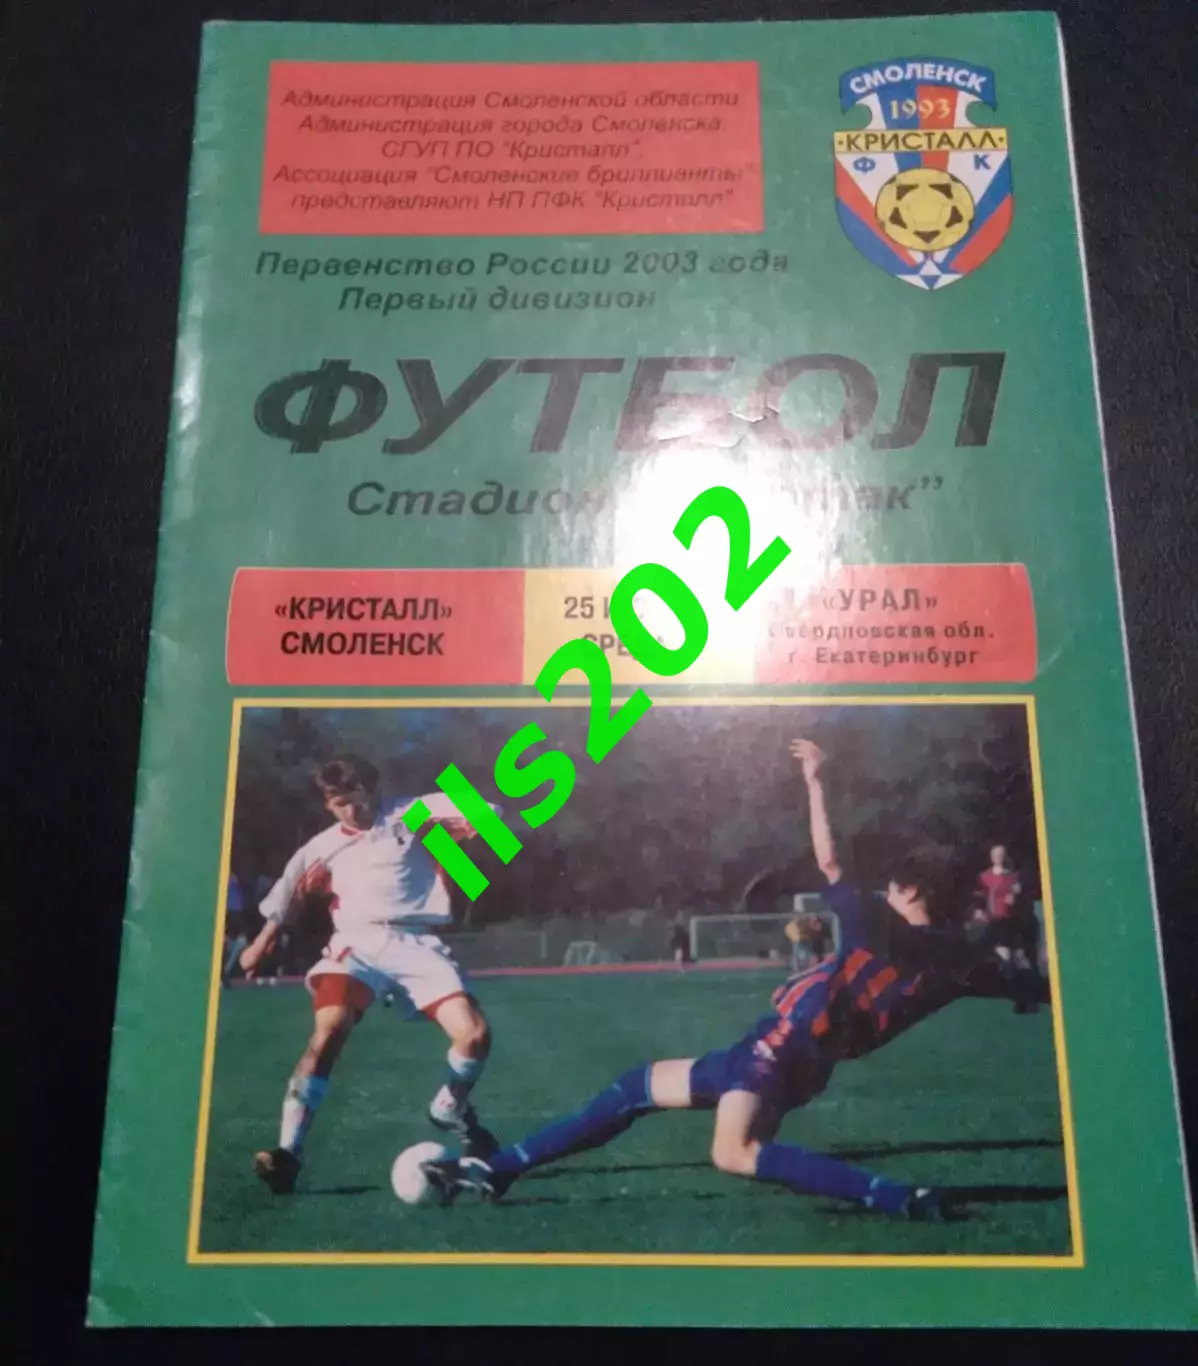 Администрация Смоленской области
Администрация города Смоленска,
СГУП ПО "Кристалл",
Ассоциация "Смоленские бриллианты"
представляют НП ПФК "Кристалл"
СМОЛЕНСК
1993
·КРИСТАЛЛ·
Ф К
Первенство России 2003 года
Первый дивизион
ФУТБОЛ
Стадион
«КРИСТАЛЛ»
СМОЛЕНСК
25
«УРАЛ»
Свердловская обл.
г. Екатеринбург
ils202